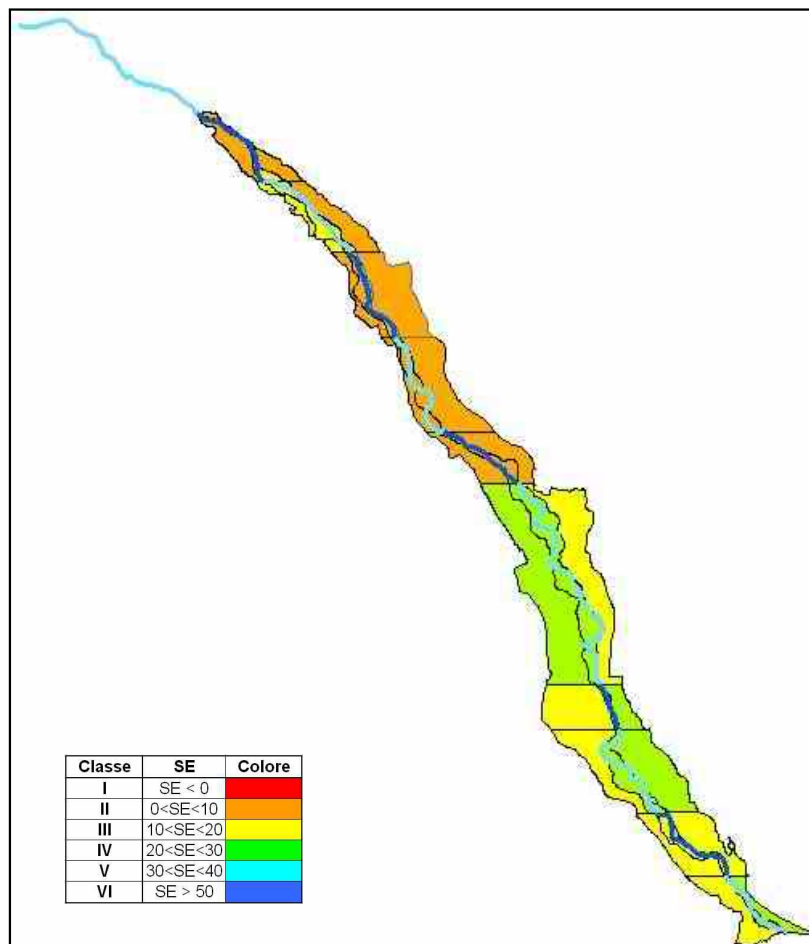 Classe SE Colore
I SE < 0
II 0<SE<10
III 10<SE<20
IV 20<SE<30
V 30<SE<40
VI SE > 50